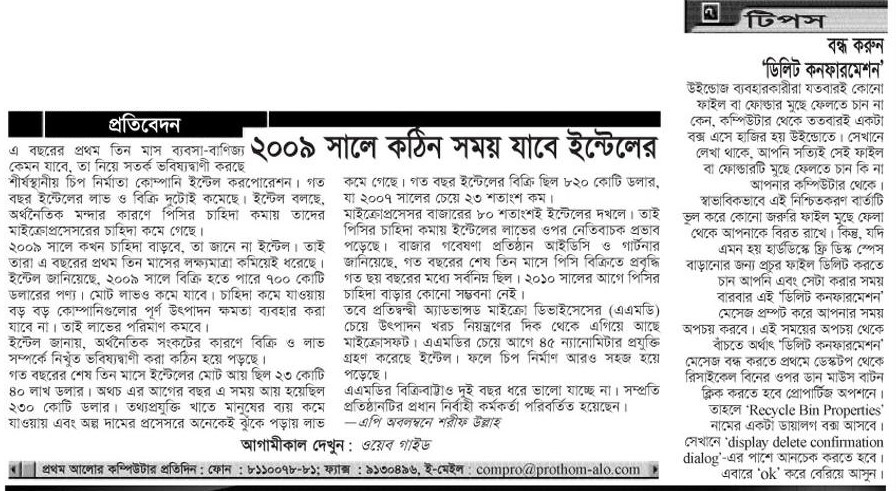 প্রতিবেদন
২০০৯ সালে কঠিন সময় যাবে ইন্টেলের
এ বছরের প্রথম তিন মাস ব্যবসা-বাণিজ্য
কেমন যাবে, তা নিয়ে সতর্ক ভবিষ্যদ্বাণী করছে
শীর্ষস্থানীয় চিপ নির্মাতা কোম্পানি ইন্টেল করপোরেশন। গত
বছর ইন্টেলের লাভ ও বিক্রি দুটোই কমেছে। ইন্টেল বলছে,
অর্থনৈতিক মন্দার কারণে পিসির চাহিদা কমায় তাদের
মাইক্রোপ্রসেসরের চাহিদা কমে গেছে।
২০০৯ সালে কখন চাহিদা বাড়বে, তা জানে না ইন্টেল। তাই
তারা এ বছরের প্রথম তিন মাসের লক্ষ্যমাত্রা কমিয়েই ধরেছে।
ইন্টেল জানিয়েছে, ২০০৯ সালে বিক্রি হতে পারে ৭০০ কোটি
ডলারের পণ্য। মোট লাভও কমে যাবে। চাহিদা কমে যাওয়ায়
বড় বড় কোম্পানিগুলোর পূর্ণ উৎপাদন ক্ষমতা ব্যবহার করা
যাবে না। তাই লাভের পরিমাণ কমবে।
ইন্টেল জানায়, অর্থনৈতিক সংকটের কারণে বিক্রি ও লাভ
সম্পর্কে নিখুঁত ভবিষ্যদ্বাণী করা কঠিন হয়ে পড়ছে।
গত বছরের শেষ তিন মাসে ইন্টেলের মোট আয় ছিল ২৩ কোটি
৪০ লাখ ডলার। অথচ এর আগের বছর এ সময় আয় হয়েছিল
২৩০ কোটি ডলার। তথ্যপ্রযুক্তি খাতে মানুষের ব্যয় কমে
যাওয়ায় এবং অল্প দামের প্রসেসরে অনেকেই ঝুঁকে পড়ায় লাভ
কমে গেছে। গত বছর ইন্টেলের বিক্রি ছিল ৮২০ কোটি ডলার,
যা ২০০৭ সালের চেয়ে ২৩ শতাংশ কম।
মাইক্রোপ্রসেসর বাজারের ৮০ শতাংশই ইন্টেলের দখলে। তাই
পিসির চাহিদা কমায় ইন্টেলের লাভের ওপর নেতিবাচক প্রভাব
পড়েছে। বাজার গবেষণা প্রতিষ্ঠান আইডিসি ও গার্টনার
জানিয়েছে, গত বছরের শেষ তিন মাসে পিসি বিক্রিতে প্রবৃদ্ধি
গত ছয় বছরের মধ্যে সর্বনিম্ন ছিল। ২০১০ সালের আগে পিসির
চাহিদা বাড়ার কোনো সম্ভবনা নেই।
তবে প্রতিদ্বন্দ্বী অ্যাডভান্সড মাইক্রো ডিভাইসেসের (এএমডি)
চেয়ে উৎপাদন খরচ নিয়ন্ত্রণের দিক থেকে এগিয়ে আছে
মাইক্রোসফট। এএমডির চেয়ে আগে ৪৫ ন্যানোমিটার প্রযুক্তি
গ্রহণ করেছে ইন্টেল। ফলে চিপ নির্মাণ আরও সহজ হয়ে
পড়েছে।
এএমডির বিক্রিবাট্টাও দুই বছর ধরে ভালো যাচ্ছে না। সম্প্রতি
প্রতিষ্ঠানটির প্রধান নির্বাহী কর্মকর্তা পরিবর্তিত হয়েছেন।
—এপি অবলম্বনে শরীফ উল্লাহ
আগামীকাল দেখুন : ওয়েব গাইড
প্রথম আলোর কম্পিউটার প্রতিদিন : ফোন : ৮১১০০৭৮-৮১; ফ্যাক্স : ৯১৩০৪৯৬, ই-মেইল : compro@prothom-alo.com
টিপস
বন্ধ করুন
‘ডিলিট কনফারমেশন’
উইন্ডোজ ব্যবহারকারীরা যতবারই কোনো
ফাইল বা ফোল্ডার মুছে ফেলতে চান না
কেন, কম্পিউটার থেকে ততবারই একটা
বক্স এসে হাজির হয় উইন্ডোতে। সেখানে
লেখা থাকে, আপনি সত্যিই সেই ফাইল
বা ফোল্ডারটি মুছে ফেলতে চান কি না
আপনার কম্পিউটার থেকে।
স্বাভাবিকভাবে এই নিশ্চিতকরণ বার্তাটি
ভুল করে কোনো জরুরি ফাইল মুছে ফেলা
থেকে আপনাকে বিরত রাখে। কিন্তু, যদি
এমন হয় হার্ডডিস্কে ফ্রি ডিস্ক স্পেস
বাড়ানোর জন্য প্রচুর ফাইল ডিলিট করতে
চান আপনি এবং সেটা করার সময়
বারবার এই ‘ডিলিট কনফারমেশন’
মেসেজ প্রম্পট করে আপনার সময়
অপচয় করবে। এই সময়ের অপচয় থেকে
বাঁচতে অর্থাৎ ‘ডিলিট কনফারমেশন’
মেসেজ বন্ধ করতে প্রথমে ডেস্কটপ থেকে
রিসাইকেল বিনের ওপর ডান মাউস বাটন
ক্লিক করতে হবে প্রোপার্টিজ অপশনে।
তাহলে ‘Recycle Bin Properties’
নামের একটা ডায়ালগ বক্স আসবে।
সেখানে ‘display delete confirmation
dialog’-এর পাশে আনচেক করতে হবে।
এবারে ‘ok’ করে বেরিয়ে আসুন।